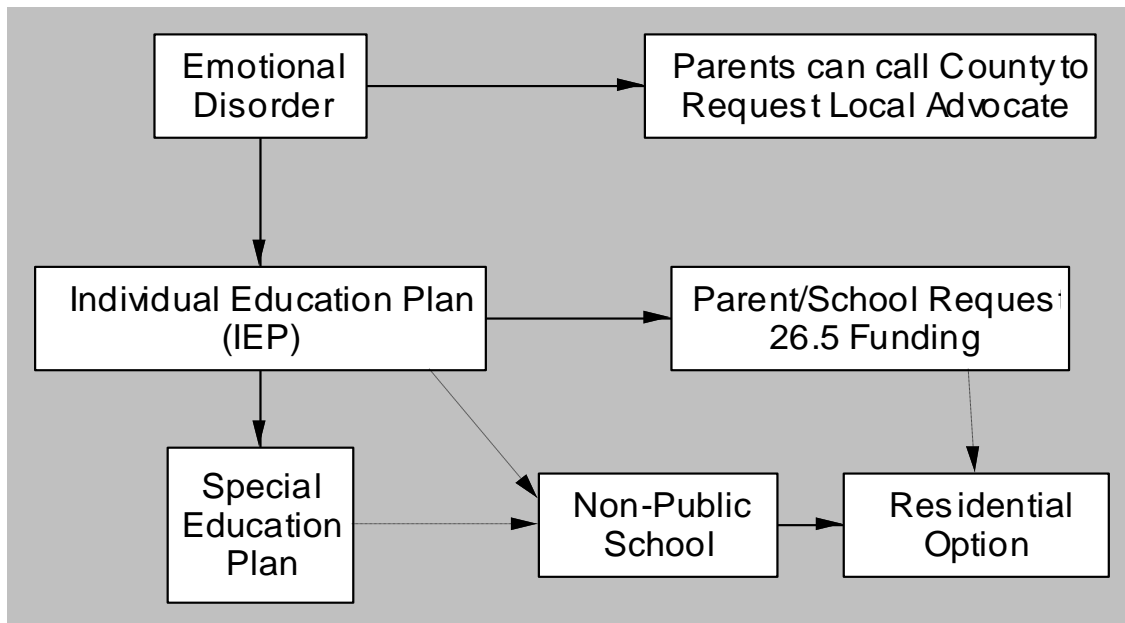 Emotional
Disorder
Parents can call County to
Request Local Advocate
Individual Education Plan
(IEP)
Parent/School Request
26.5 Funding
Special
Education
Plan
Non-Public
School
Residential
Option